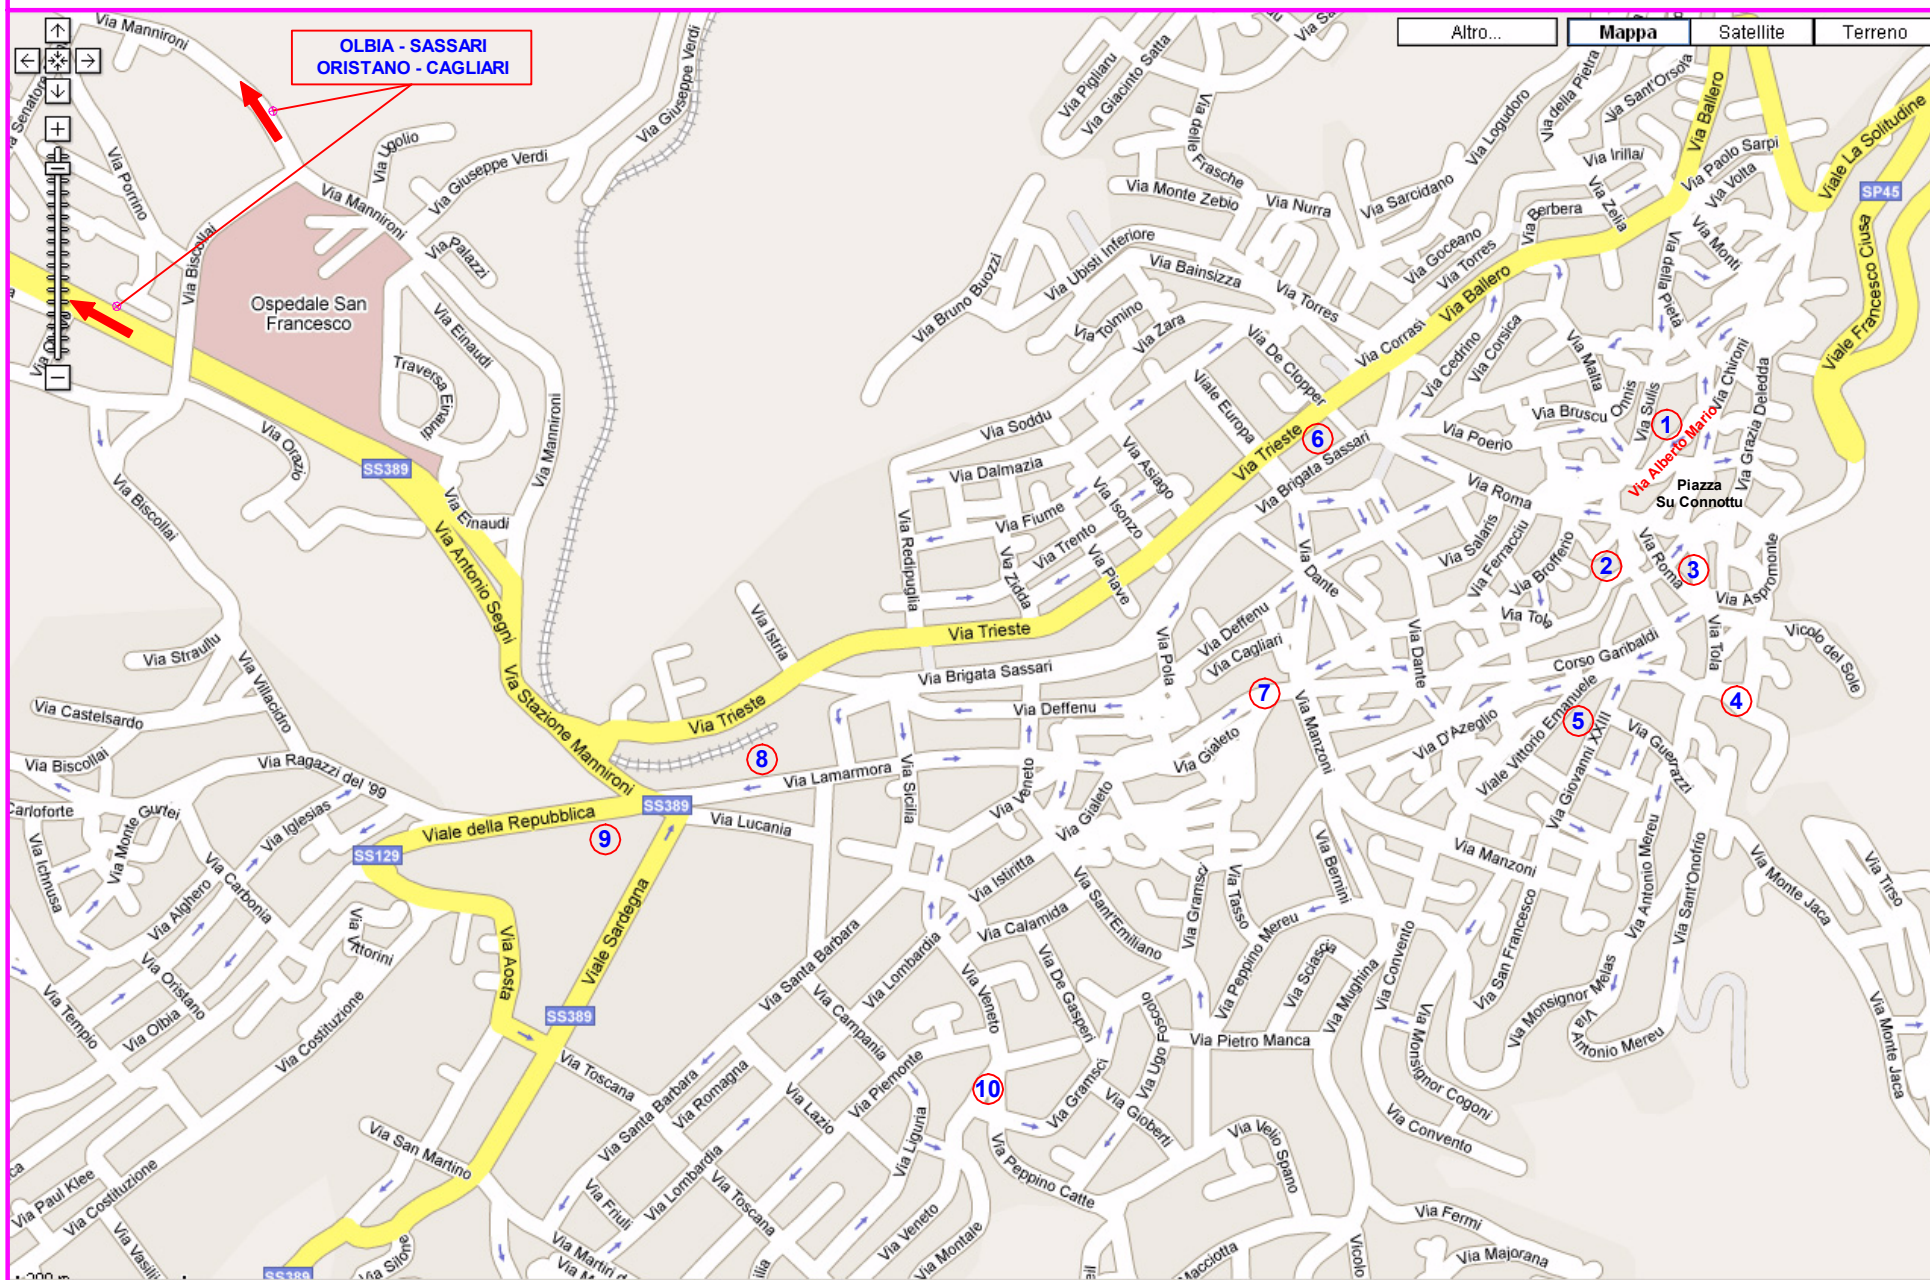 Altro...
Mappa
Satellite
Terreno
OLBIA - SASSARI
ORISTANO - CAGLIARI
Via Mannironi
Via Porrino
Via Ugolio
Via Giuseppe Verdi
Via Giuseppe Verdi
Via Mannironi
Via Palazzi
Via Biscollai
Ospedale San
Francesco
Via Einaudi
Traversa Einaudi
Via Mannironi
Via Orazio
SS389
Via Einaudi
Via Antonio Segni
Via Biscollai
Via Straullu
Via Villacidro
Via Castelsardo
Via Stazione Mannironi
Via Biscollai
Via Ragazzi del '99
Carloforte
Via Monte Gurtei
Via Iglesias
Via Ichnusa
Via Alghero
Via Carbonia
SS129
Viale della Repubblica
9
SS389
Via Lucania
Via Vittorini
Via Aosta
Viale Sardegna
Via Oristano
Via Tempio
Via Olbia
Via Costituzione
SS389
Via Toscana
Via San Martino
Via Paul Klee
Via Costituzione
Via Silone
SS389
Via Pigliaru
Via Giacinto Satta
Via delle Frasche
Via Monte Zebio
Via Nurra
Via Sarcidano
Via Logudoro
Via della Pietra
Via Sant'Orsola
Via Irillai
Via Zelia
Via Berbera
Via Ballero
Via Paolo Sarpi
Via Volta
Via Monti
Viale La Solitudine
SP45
Viale Francesco Ciusa
Via Goceano
Via Torres
Via Ballero
Via Ubisti Inferiore
Via Bainsizza
Via Torres
Via Bruno Buozzi
Via Tolmino
Via Zara
Via De Clopper
Via Corrasi
Via Cedrino
Via Corsica
Via Malta
Via della Pietà
Via Chironi
Via Grazia Deledda
Via Bruscu Onnis
Via Sulis
1
Via Alberto Mario
Piazza
Su Connottu
Viale Europa
Via Trieste
6
Via Brigata Sassari
Via Poerio
Via Roma
Via Soddu
Via Dalmazia
Via Asiago
Via Isonzo
Via Fiume
Via Trento
Via Piave
Via Zidda
Via Redipuglia
Via Salaris
Via Ferracciu
Via Brofferio
2
Via Roma
3
Via Aspromonte
Via Dante
Via Tola
Via Istria
Via Trieste
Via Brigata Sassari
Via Pola
Via Deffenu
Via Cagliari
Via Dante
Corso Garibaldi
Via Tola
Vicolo del Sole
Via Trieste
Via Deffenu
7
4
Via Manzoni
Via D'Azeglio
Viale Vittorio Emanuele
5
Via Giovanni XXIII
Via Guerrazzi
8
Via Lamarmora
Via Sicilia
Via Veneto
Via Gialeto
Via Gialeto
Via Istiritta
Via Bernini
Via Manzoni
Via Antonio Mereu
Via Sant'Onofrio
Via Monte Jaca
Via Tirso
Via Tasso
Via Gramsci
Via Sant'Emiliano
Via Calamida
Via Santa Barbara
Via Lombardia
Via Veneto
Via De Gasperi
Via Peppino Mereu
Via Sciascia
Via Mughina
Via Convento
Via San Francesco
Via Monsignor Melas
Via Antonio Mereu
Via Monte Jaca
Via Campania
Via Piemonte
Via Ugo Foscolo
Via Pietro Manca
Via Monsignor Cogoni
Via Convento
10
Via Gramsci
Via Gioberti
Via Santa Barbara
Via Romagna
Via Lazio
Via Liguria
Via Peppino Catte
Via Velio Spano
Via Lombardia
Via Toscana
Via Friuli
Via Veneto
Via Montale
Via Fermi
Via Majorana
Macciotta
Vicolo